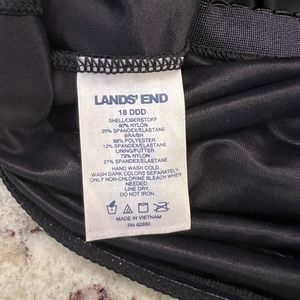 LANDS' END
18 DDD
SHELL/OBERSTOFF
80% NYLON
20% SPANDEX/ELASTANE
BRA/BH
88% POLYESTER
12% SPANDEX/ELASTANE
LINING/FUTTER
79% NYLON
21% SPANDEX/ELASTANE
HAND WASH COLD.
WASH DARK COLORS SEPARATELY
ONLY NON-CHLORINE BLEACH WHEN
NEEDED.
LINE DRY.
DO NOT IRON.
MADE IN VIETNAM
RN 62830